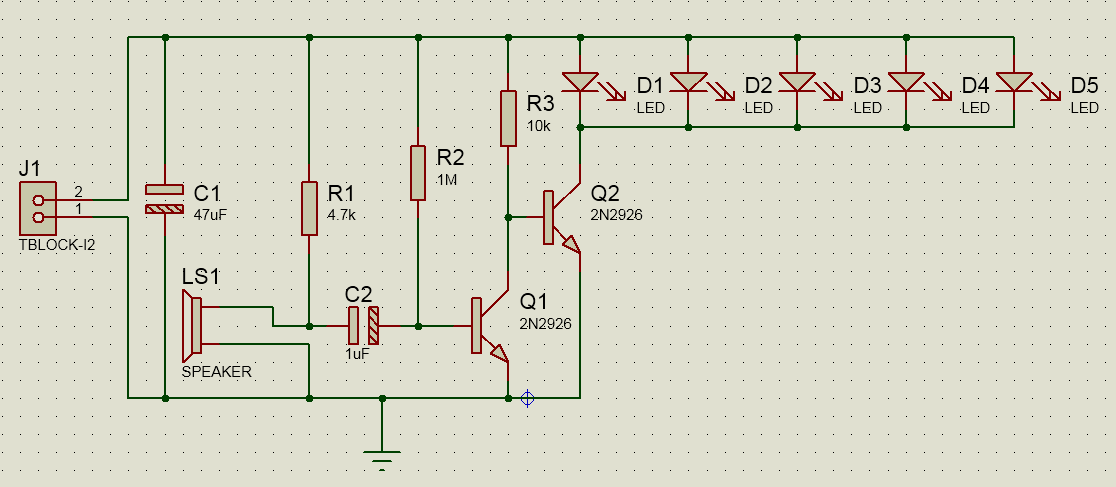 J1
2
1
TBLOCK-I2
C1
47uF
LS1
SPEAKER
R1
4.7k
C2
1uF
R2
1M
R3
10k
Q1
2N2926
Q2
2N2926
D1
LED
D2
LED
D3
LED
D4
LED
D5
LED